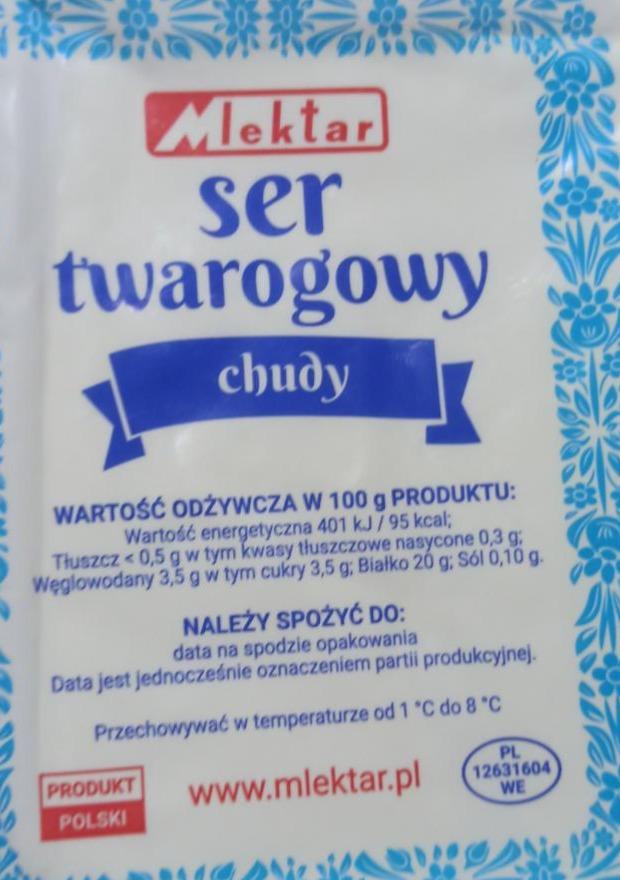 Mlektar
ser
twarogowy
chudy
WARTOŚĆ ODŻYWCZA W 100 g PRODUKTU:
Wartość energetyczna 401 kJ / 95 kcal;
Tłuszcz < 0,5 g w tym kwasy tłuszczowe nasycone 0,3 g;
Węglowodany 3,5 g w tym cukry 3,5 g; Białko 20 g; Sól 0,10 g.
NALEŻY SPOŻYĆ DO:
data na spodzie opakowania
Data jest jednocześnie oznaczeniem partii produkcyjnej.
Przechowywać w temperaturze od 1 °C do 8 °C
PRODUKT
POLSKI
www.mlektar.pl
PL
12631604
WE